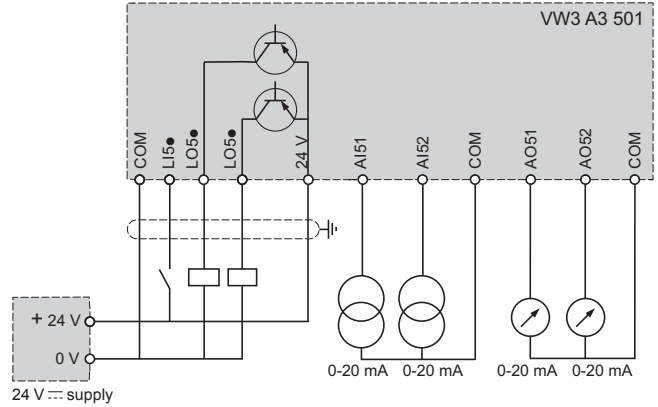 VW3 A3 501
COM
LI5●
LO5●
LO5●
24 V
AI51
AI52
COM
AO51
AO52
COM
+ 24 V
0 V
0-20 mA
0-20 mA
0-20 mA
0-20 mA
24 V ⎓ supply